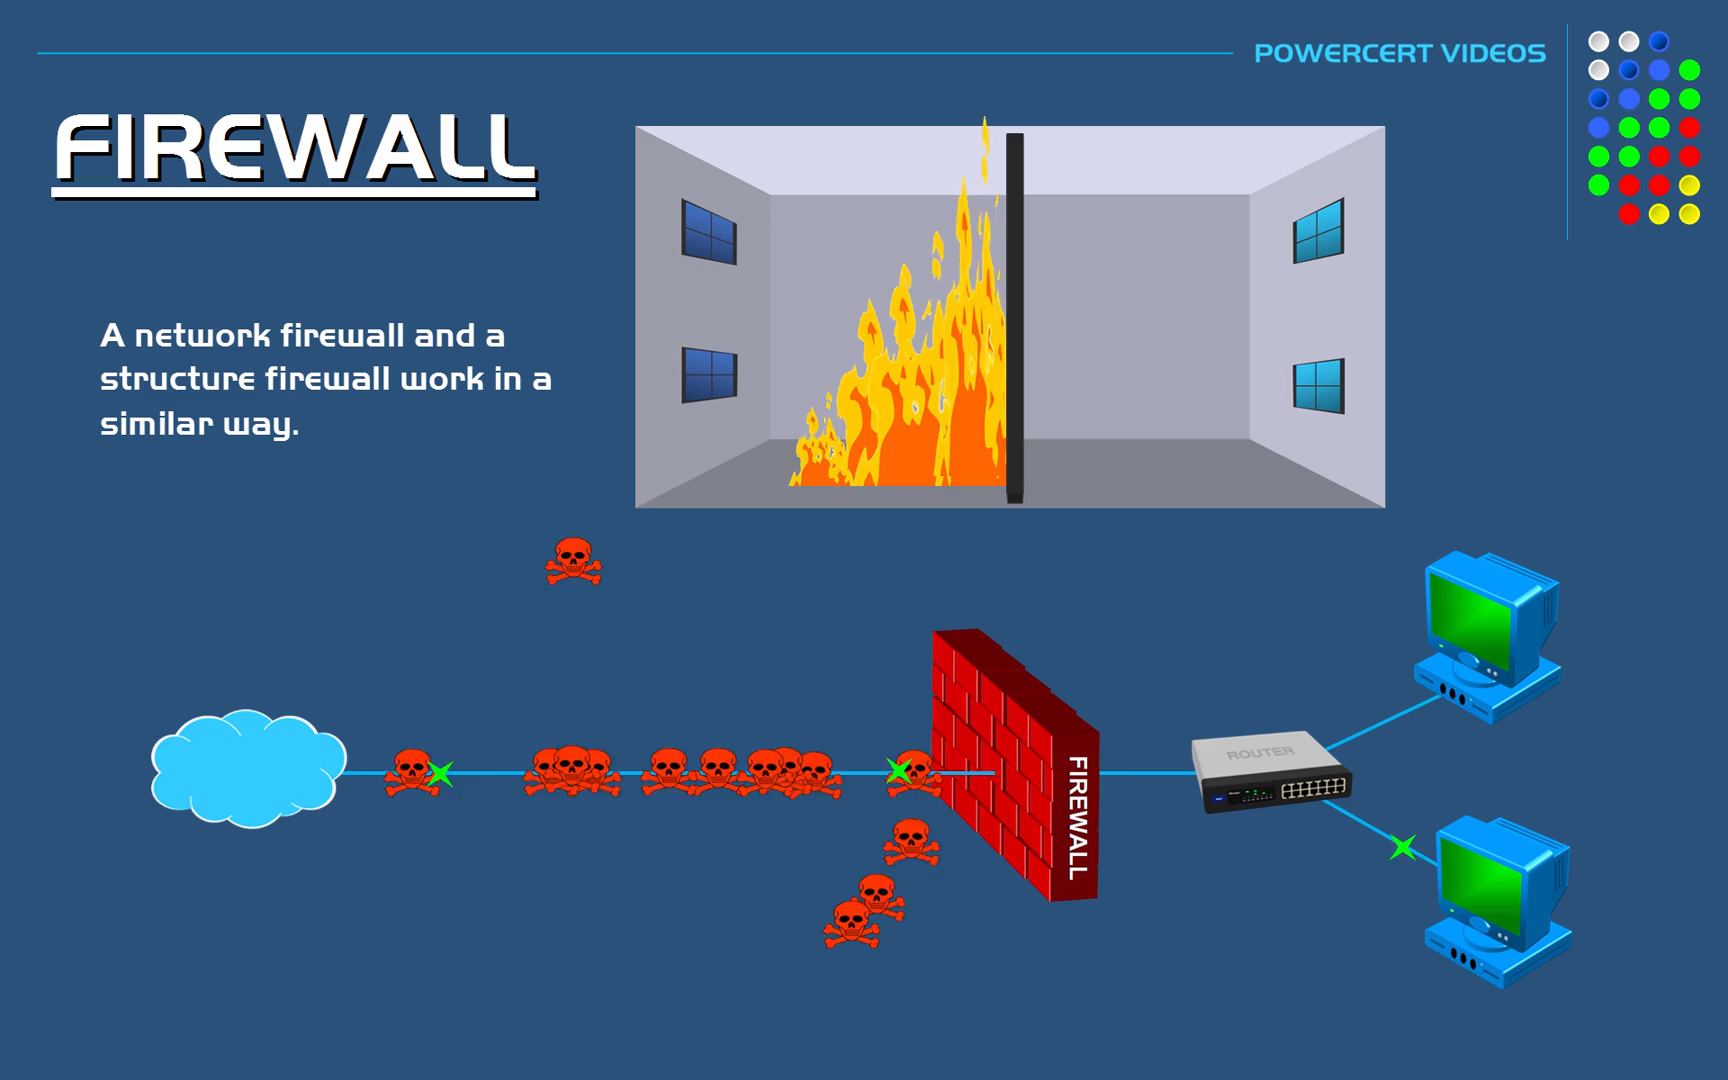 POWERCERT VIDEOS
FIREWALL
A network firewall and a
structure firewall work in a
similar way.
FIREWALL
ROUTER